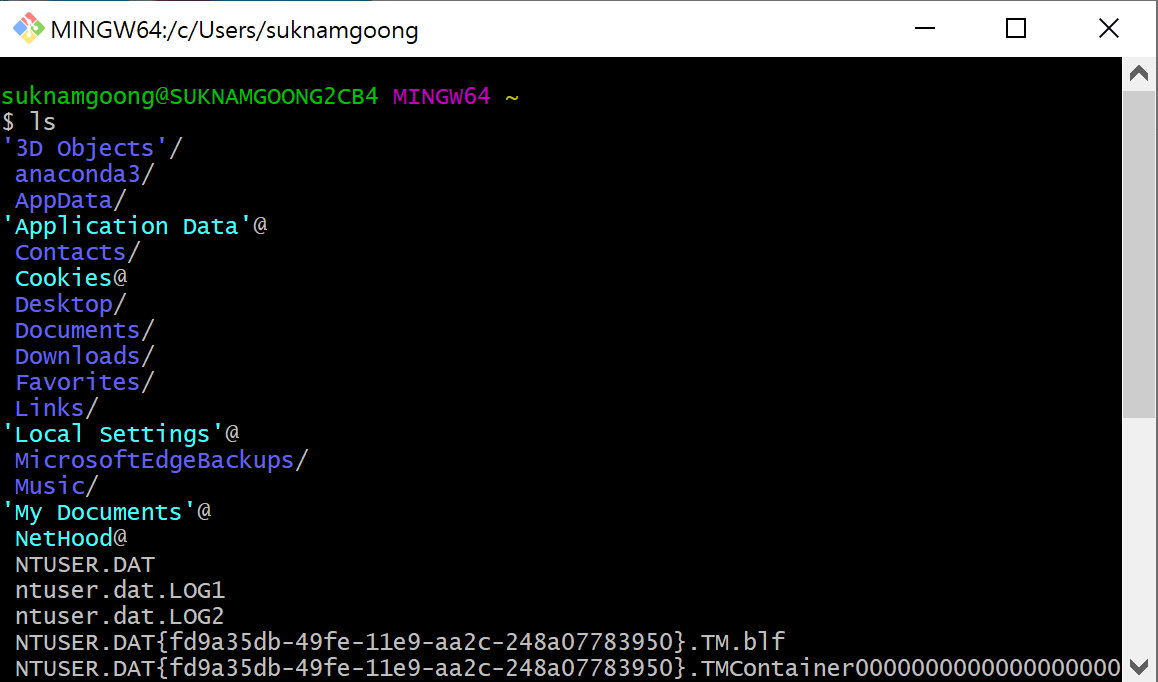 MINGW64:/c/Users/suknamgoong
suknamgoong@SUKNAMGOONG2CB4 MINGW64 ~
$ ls
'3D Objects'/
anaconda3/
AppData/
'Application Data'@
Contacts/
Cookies@
Desktop/
Documents/
Downloads/
Favorites/
Links/
'Local Settings'@
MicrosoftEdgeBackups/
Music/
'My Documents'@
NetHood@
NTUSER.DAT
ntuser.dat.LOG1
ntuser.dat.LOG2
NTUSER.DAT{fd9a35db-49fe-11e9-aa2c-248a07783950}.TM.blf
NTUSER.DAT{fd9a35db-49fe-11e9-aa2c-248a07783950}.TMContainer0000000000000000000